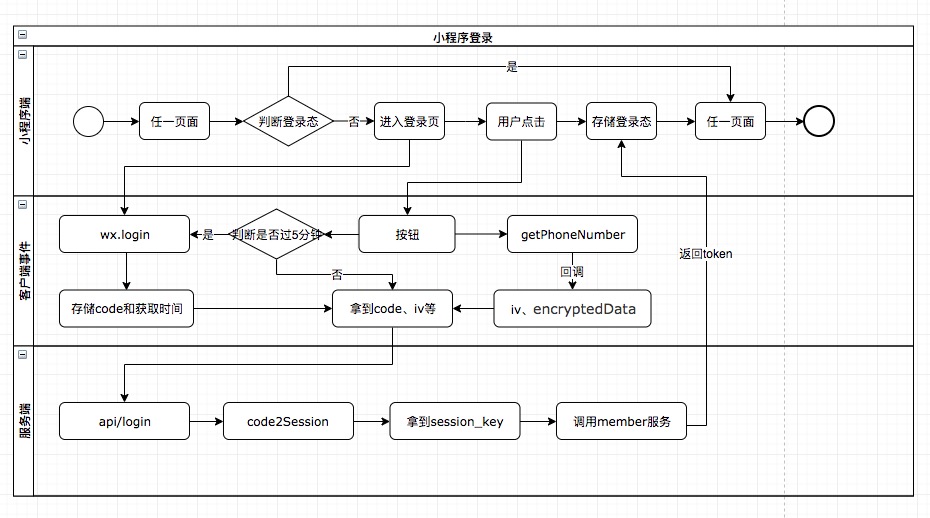 小程序登录
小程序端
是
任一页面
判断登录态
否
进入登录页
用户点击
存储登录态
任一页面
客户端事件
wx.login
是
判断是否过5分钟
按钮
getPhoneNumber
返回token
否
回调
存储code和获取时间
拿到code、iv等
iv、encryptedData
服务端
api/login
code2Session
拿到session_key
调用member服务